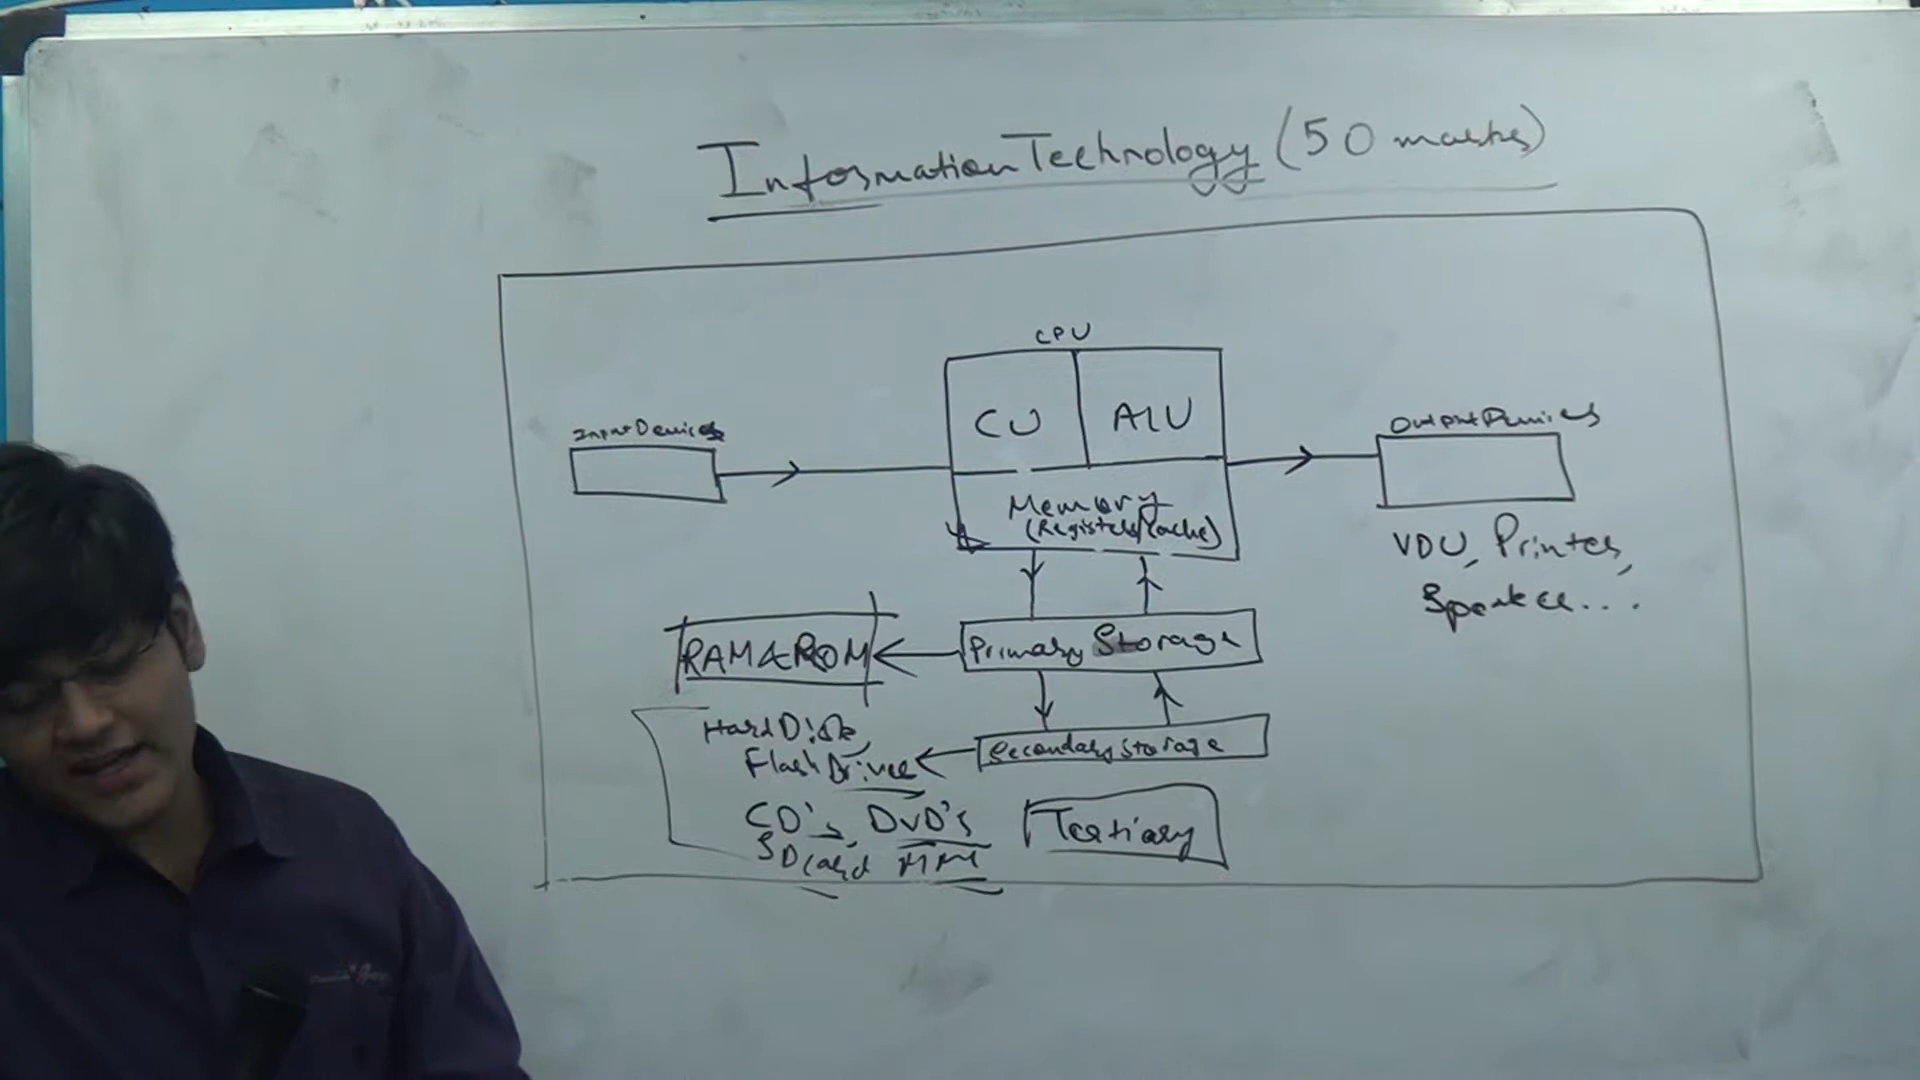 Information Technology (50 marks)
CPU
CU ALU
Input Devices
Output Devices
Memory
(Registers/Cache)
VDU, Printer,
Speaker...
RAM & ROM
Primary Storage
Hard Disk,
Flash Drives
Secondary Storage
CD's, DVD's
SD card
Tertiary